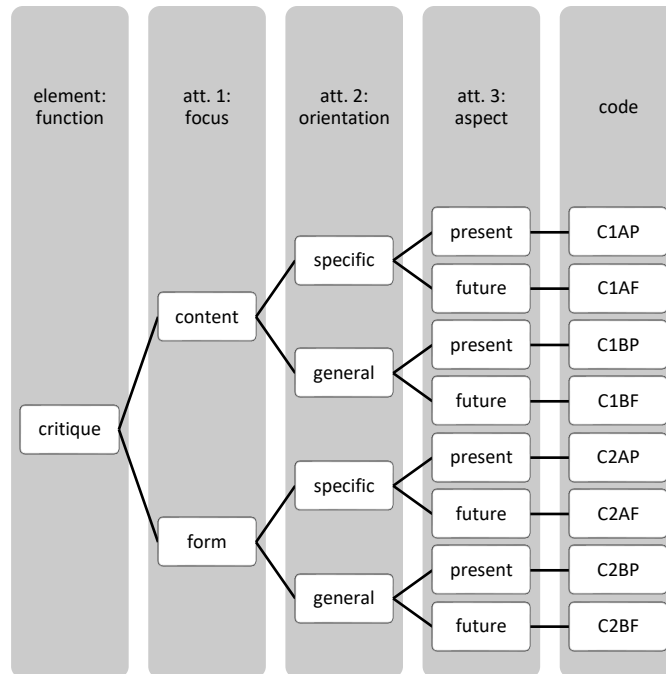 element:
function
att. 1:
focus
att. 2:
orientation
att. 3:
aspect
code
present
C1AP
specific
future
C1AF
content
present
C1BP
general
future
C1BF
critique
present
C2AP
specific
future
C2AF
form
present
C2BP
general
future
C2BF